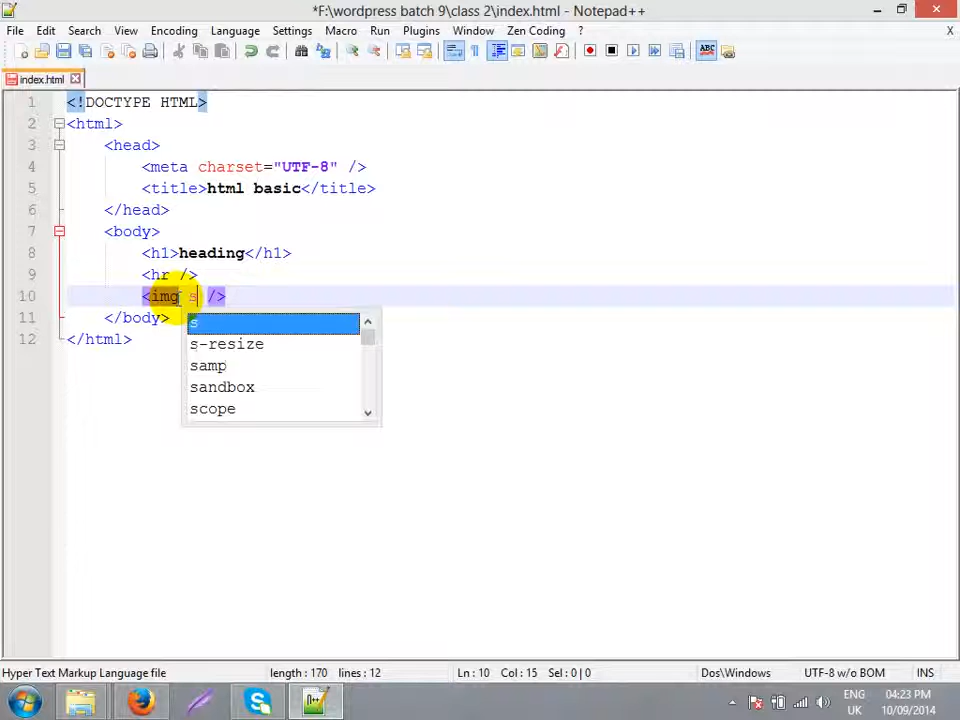 *F:\wordpress batch 9\class 2\index.html - Notepad++
File Edit Search View Encoding Language Settings Macro Run Plugins Window Zen Coding ? X
ABC
index.html
1 <!DOCTYPE HTML>
2 <html>
3 <head>
4 <meta charset="UTF-8" />
5 <title>html basic</title>
6 </head>
7 <body>
8 <h1>heading</h1>
9 <hr />
10 <img s />
11 </body>
12 </html>
s
s-resize
samp
sandbox
scope
Hyper Text Markup Language file length : 170 lines : 12 Ln : 10 Col : 15 Sel : 0 | 0 Dos\Windows UTF-8 w/o BOM INS
ENG 04:23 PM
UK 10/09/2014